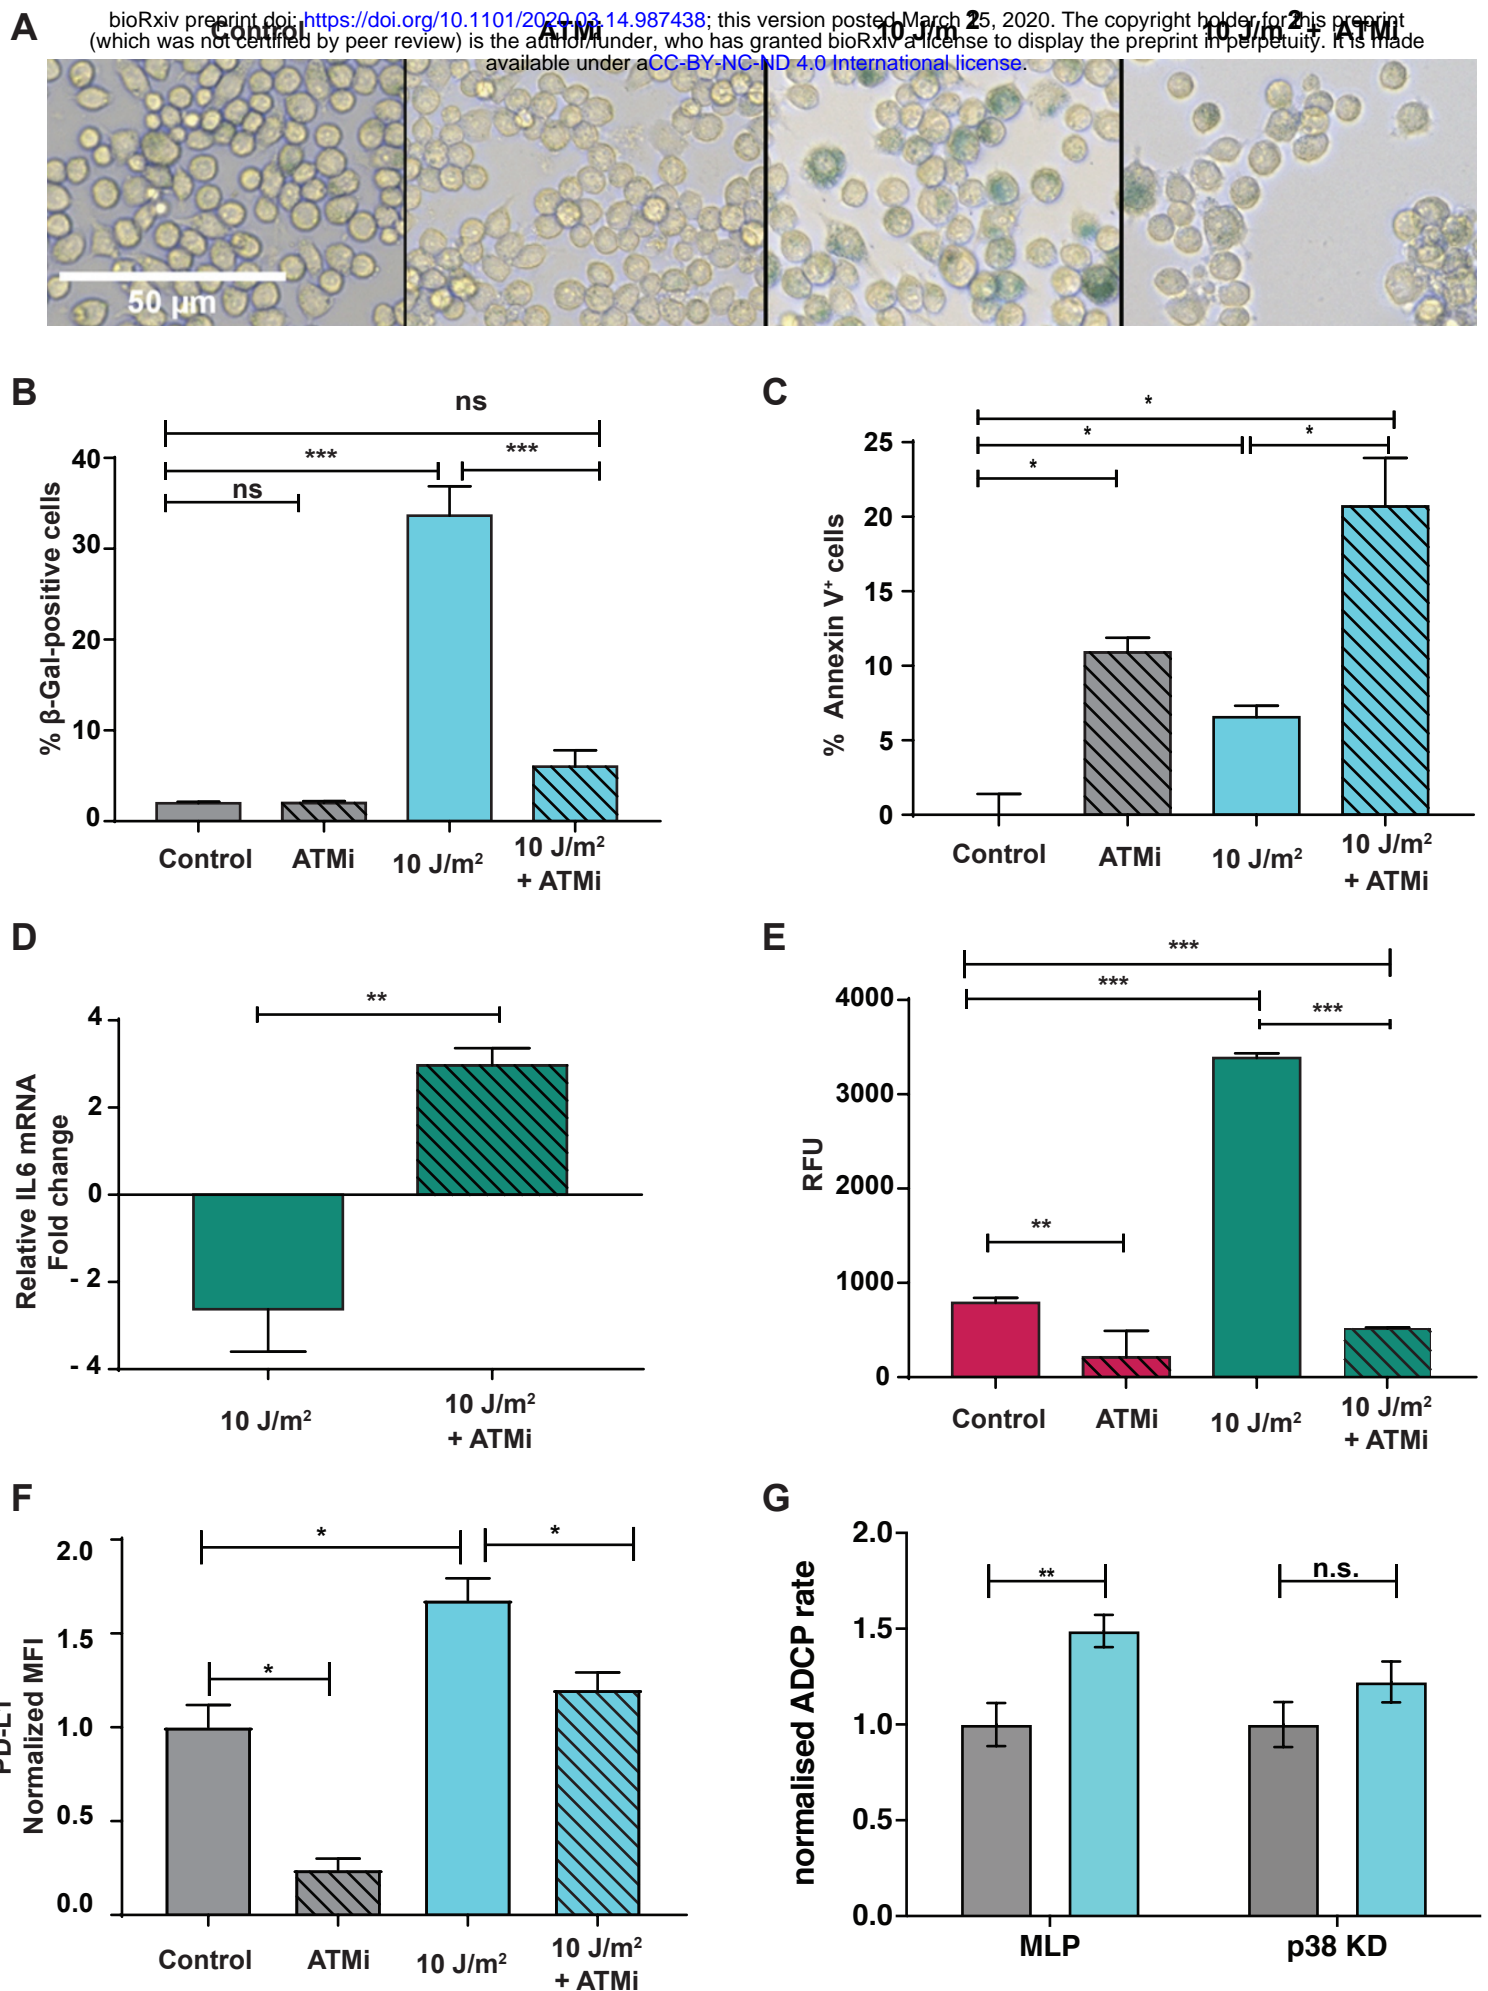 bioRxiv preprint doi: https://doi.org/10.1101/2020.03.14.987438; this version posted March 15, 2020. The copyright holder for this preprint
(which was not certified by peer review) is the author/funder, who has granted bioRxiv a license to display the preprint in perpetuity. It is made
available under aCC-BY-NC-ND 4.0 International license.
A
Control
ATMi
10 J/m2
10 J/m2 + ATMi
50 µm
B
ns
***
***
ns
% β-Gal-positive cells
40
30
20
10
0
Control
ATMi
10 J/m²
10 J/m²
+ ATMi
C
*
*
*
*
% Annexin V⁺ cells
25
20
15
10
5
0
Control
ATMi
10 J/m²
10 J/m²
+ ATMi
D
**
Relative IL6 mRNA
Fold change
4
2
0
- 2
- 4
10 J/m²
10 J/m²
+ ATMi
E
***
***
***
**
RFU
4000
3000
2000
1000
0
Control
ATMi
10 J/m²
10 J/m²
+ ATMi
F
*
*
*
PD-L1
Normalized MFI
2.0
1.5
1.0
0.5
0.0
Control
ATMi
10 J/m²
10 J/m²
+ ATMi
G
**
n.s.
normalised ADCP rate
2.0
1.5
1.0
0.5
0.0
MLP
p38 KD